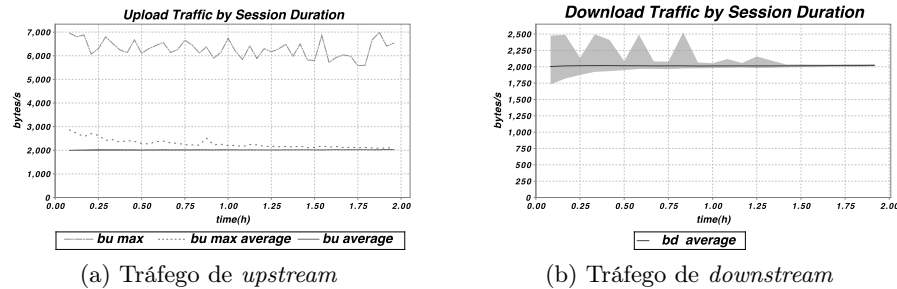 Upload Traffic by Session Duration
7,000
6,000
5,000
4,000
3,000
2,000
1,000
0
bytes/s
0.00 0.25 0.50 0.75 1.00 1.25 1.50 1.75 2.00
time(h)
bu max bu max average bu average
(a) Tráfego de upstream
Download Traffic by Session Duration
2,500
2,250
2,000
1,750
1,500
1,250
1,000
750
500
250
0
bytes/s
0.00 0.25 0.50 0.75 1.00 1.25 1.50 1.75 2.00
time(h)
bd average
(b) Tráfego de downstream